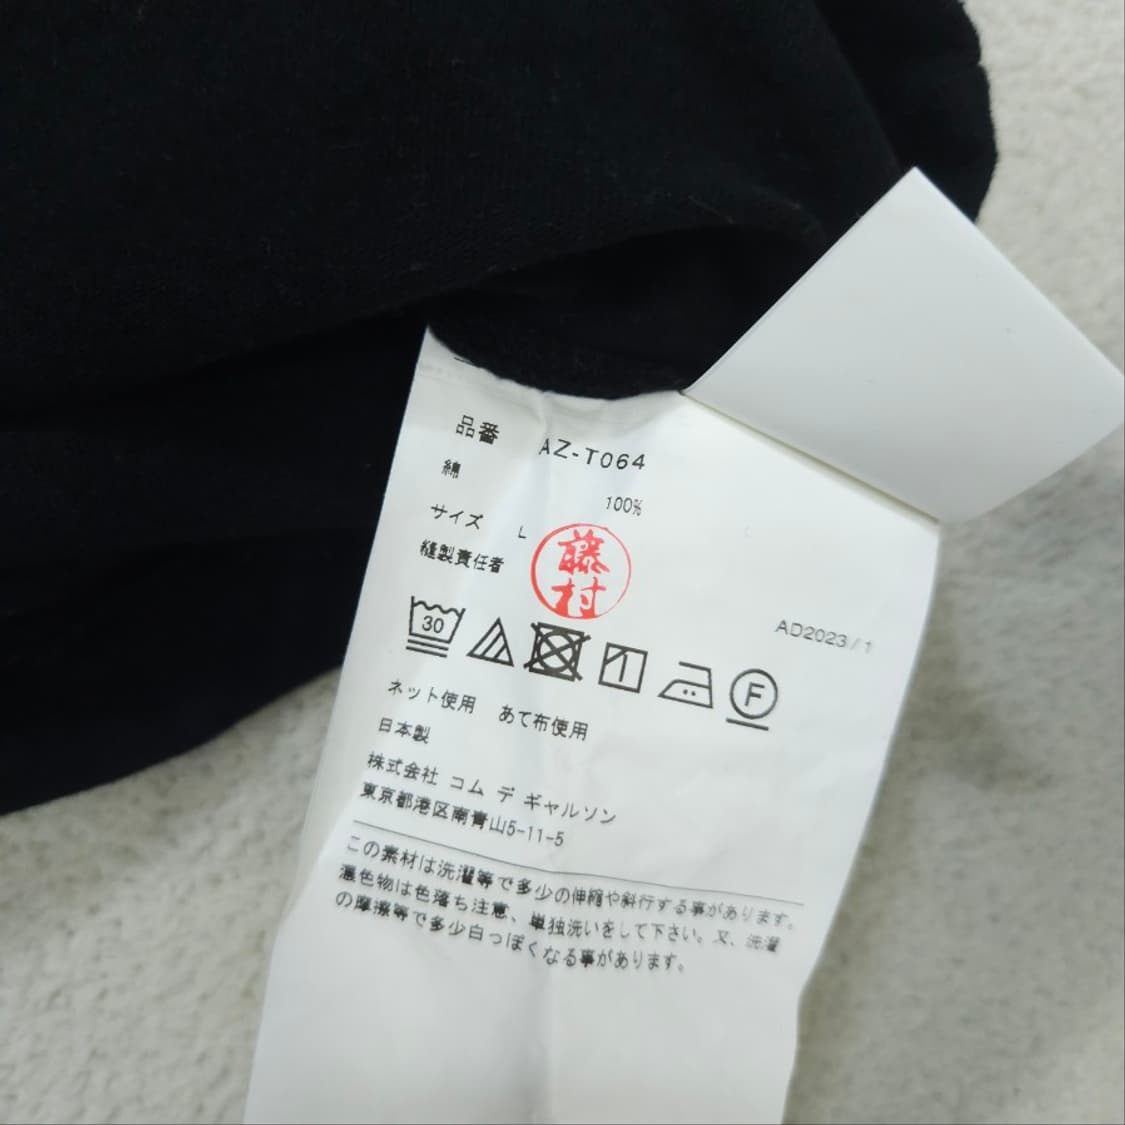 品番 AZ-T064
綿 100%
サイズ L
縫製責任者 藤村
AD2023/1
30 F
ネット使用 あて布使用
日本製
株式会社 コム デ ギャルソン
東京都港区南青山5-11-5
この素材は洗濯等で多少の伸縮や斜行する事があります。
濃色物は色落ち注意、単独洗いをして下さい。又、洗濯
の摩擦等で多少白っぽくなる事があります。